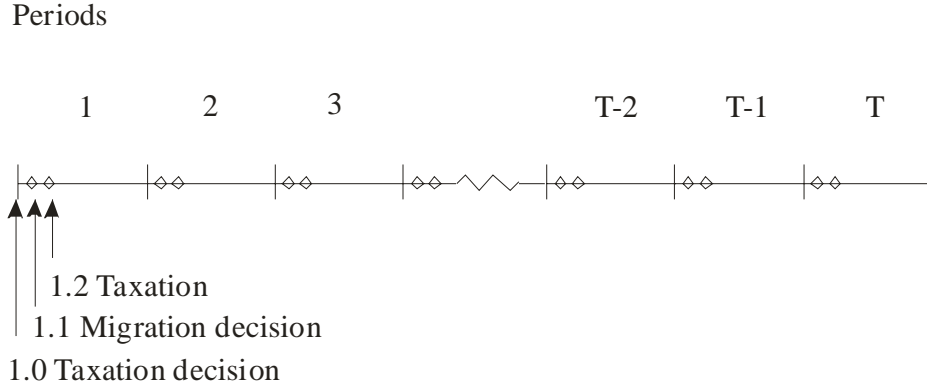 Periods
1 2 3 T-2 T-1 T
1.2 Taxation
1.1 Migration decision
1.0 Taxation decision